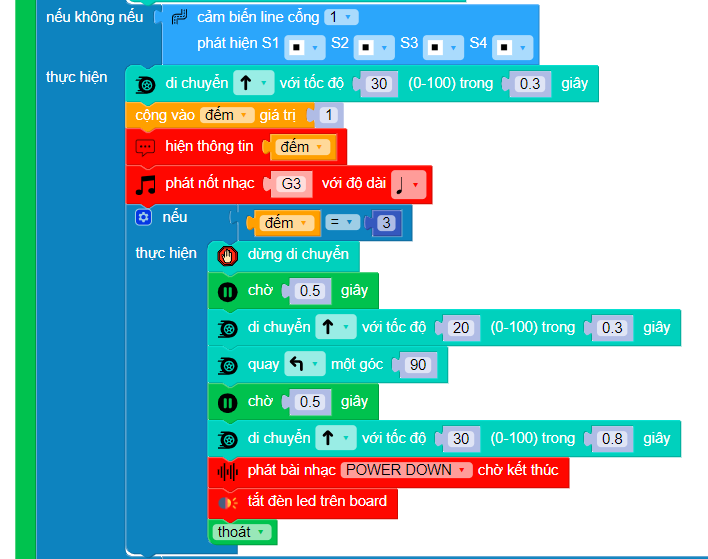 nếu không nếu cảm biến line cổng 1
phát hiện S1 S2 S3 S4
thực hiện di chuyển với tốc độ 30 (0-100) trong 0.3 giây
cộng vào đếm giá trị 1
hiện thông tin đếm
phát nốt nhạc G3 với độ dài
nếu đếm = 3
thực hiện dừng di chuyển
chờ 0.5 giây
di chuyển với tốc độ 20 (0-100) trong 0.3 giây
quay một góc 90
chờ 0.5 giây
di chuyển với tốc độ 30 (0-100) trong 0.8 giây
phát bài nhạc POWER DOWN chờ kết thúc
tắt đèn led trên board
thoát